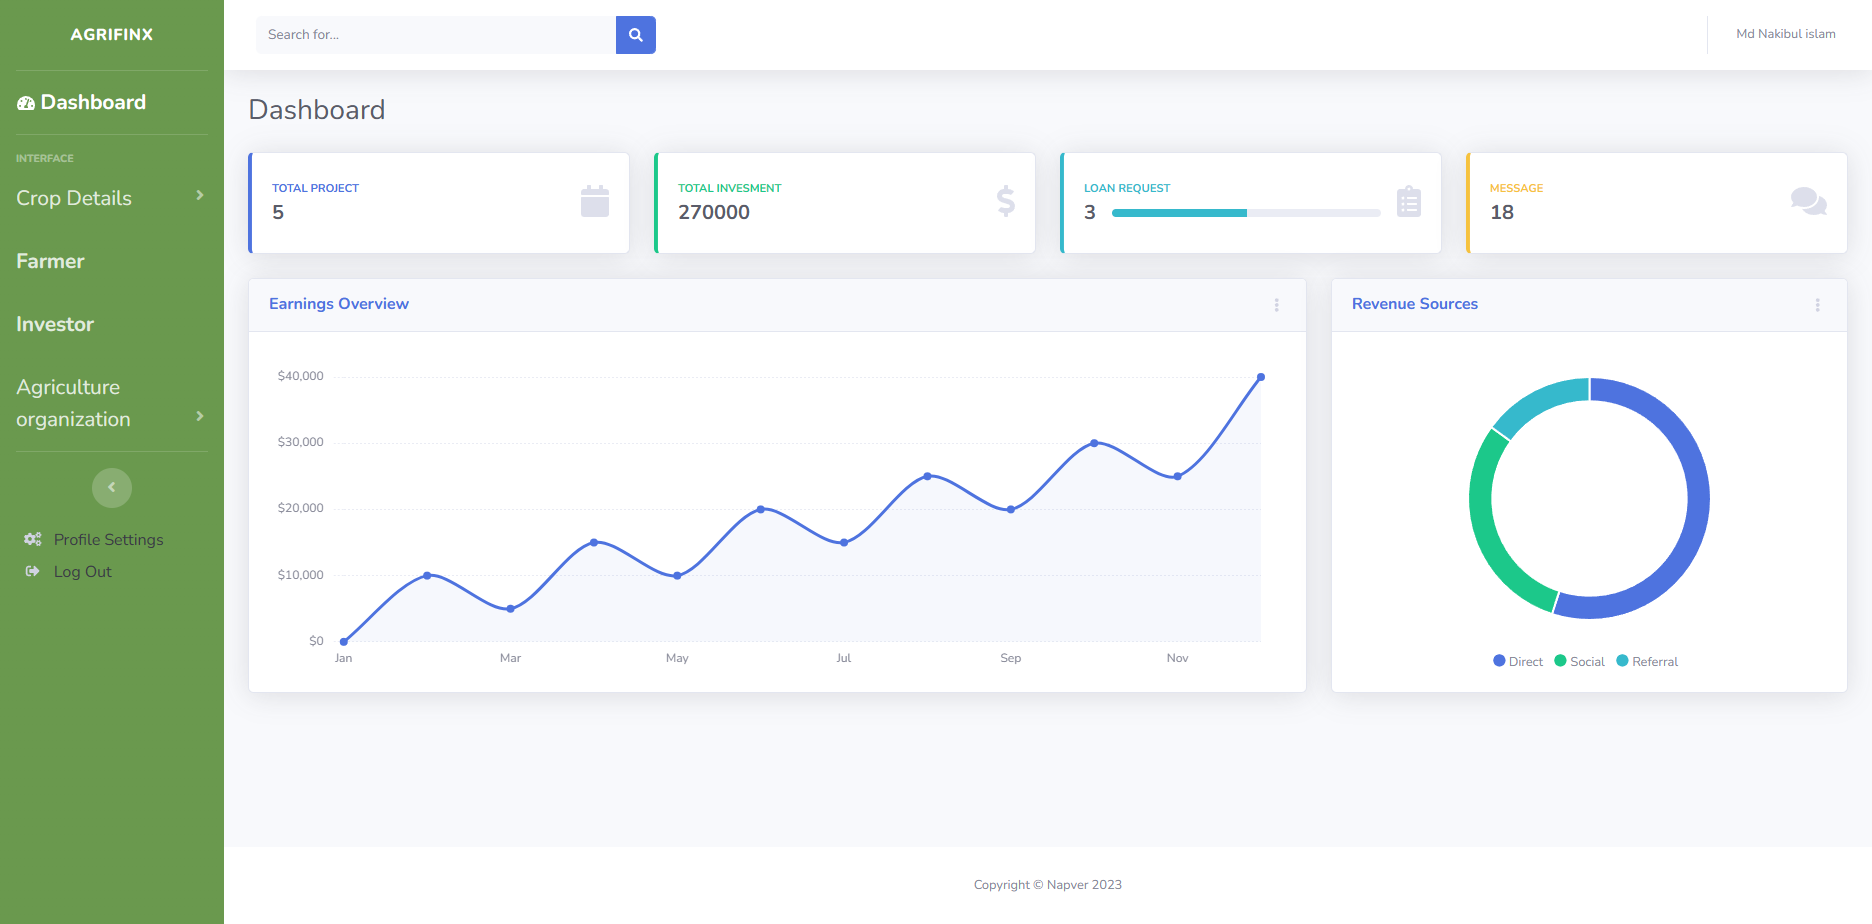 AGRIFINX
Dashboard
INTERFACE
Crop Details
Farmer
Investor
Agriculture
organization
Profile Settings
Log Out
Search for...
Md Nakibul islam
Dashboard
TOTAL PROJECT
5
TOTAL INVESMENT
270000
LOAN REQUEST
3
MESSAGE
18
Earnings Overview
$40,000
$30,000
$20,000
$10,000
$0
Jan Mar May Jul Sep Nov
Revenue Sources
Direct Social Referral
Copyright © Napver 2023